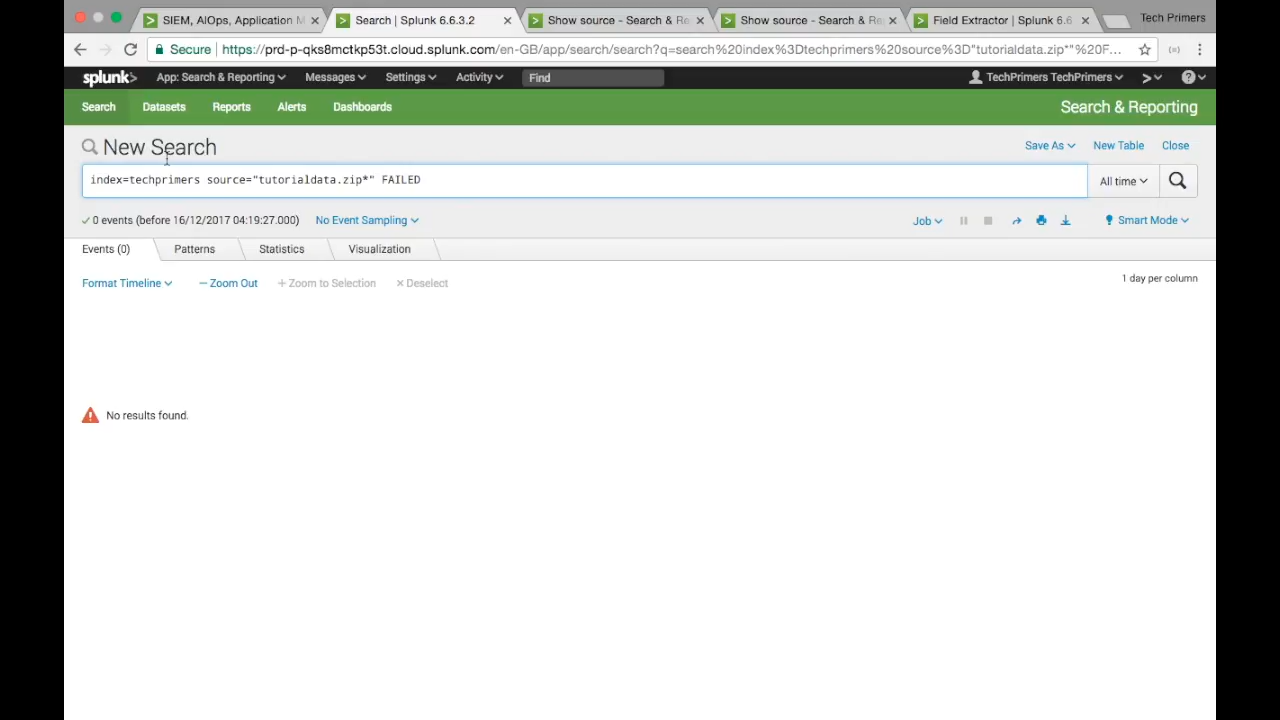 SIEM, AIOps, Application M
Search | Splunk 6.6.3.2
Show source - Search & Re
Show source - Search & Re
Field Extractor | Splunk 6.6
Tech Primers
Secure
https://prd-p-qks8mctkp53t.cloud.splunk.com/en-GB/app/search/search?q=search%20index%3Dtechprimers%20source%3D"tutorialdata.zip*"%20F...
splunk>
App: Search & Reporting
Messages
Settings
Activity
Find
TechPrimers TechPrimers
Search
Datasets
Reports
Alerts
Dashboards
Search & Reporting
New Search
Save As
New Table
Close
index=techprimers source="tutorialdata.zip*" FAILED
All time
✓ 0 events (before 16/12/2017 04:19:27.000)
No Event Sampling
Job
Smart Mode
Events (0)
Patterns
Statistics
Visualization
Format Timeline
— Zoom Out
+ Zoom to Selection
× Deselect
1 day per column
No results found.